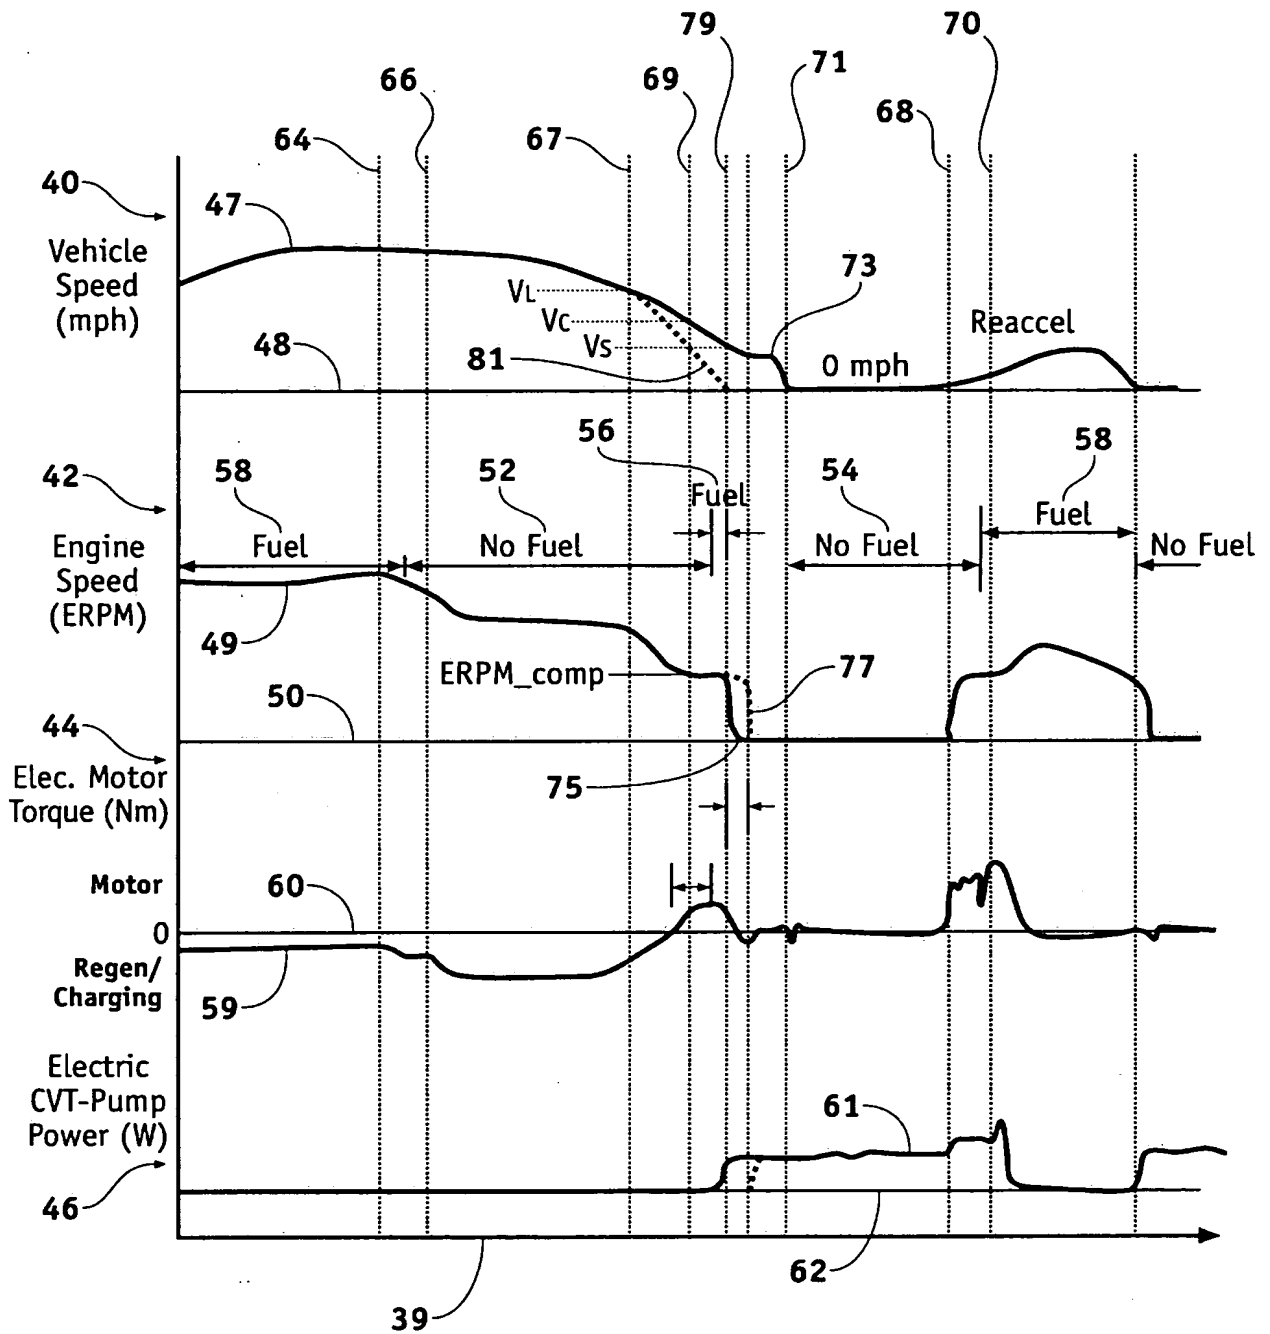 79
70
66
69
71
64
67
68
40
47
Vehicle
Speed
(mph)
VL
VC
VS
73
Reaccel
48
81
0 mph
56
58
42
58
52
54
Fuel
Fuel
Engine
Speed
(ERPM)
Fuel
No Fuel
No Fuel
No Fuel
49
ERPM_comp
77
50
44
Elec. Motor
Torque (Nm)
75
Motor
60
0
Regen/
Charging
59
Electric
CVT-Pump
Power (W)
61
46
62
39